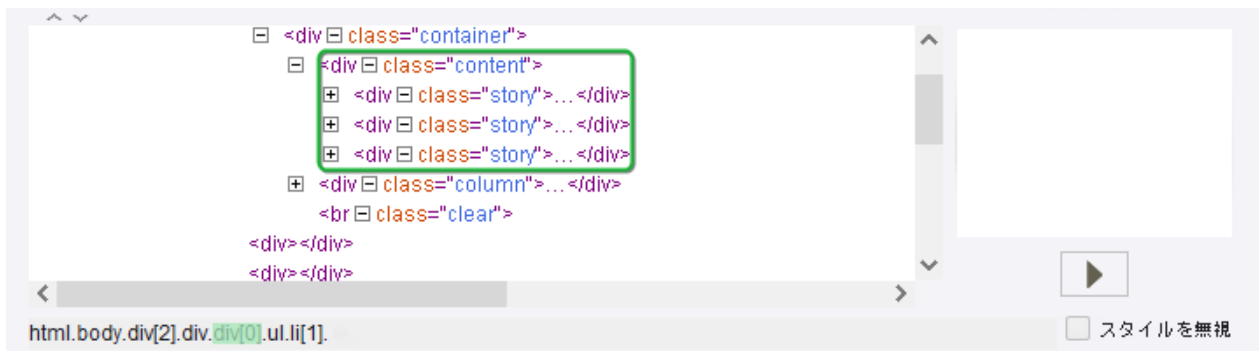 <div class="container">
<div class="content">
<div class="story">...</div>
<div class="story">...</div>
<div class="story">...</div>
<div class="column">...</div>
<br class="clear">
<div></div>
<div></div>
html.body.div[2].div.div[0].ul.li[1].
スタイルを無視